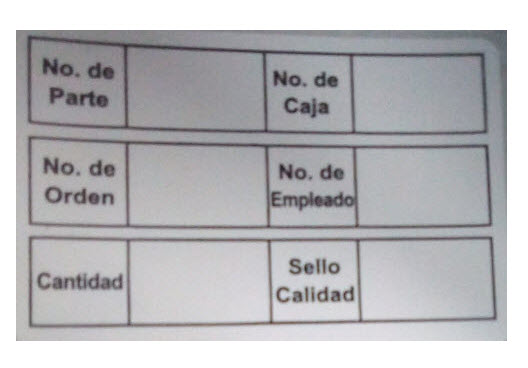 No. de
Parte
No. de
Caja
No. de
Orden
No. de
Empleado
Cantidad
Sello
Calidad